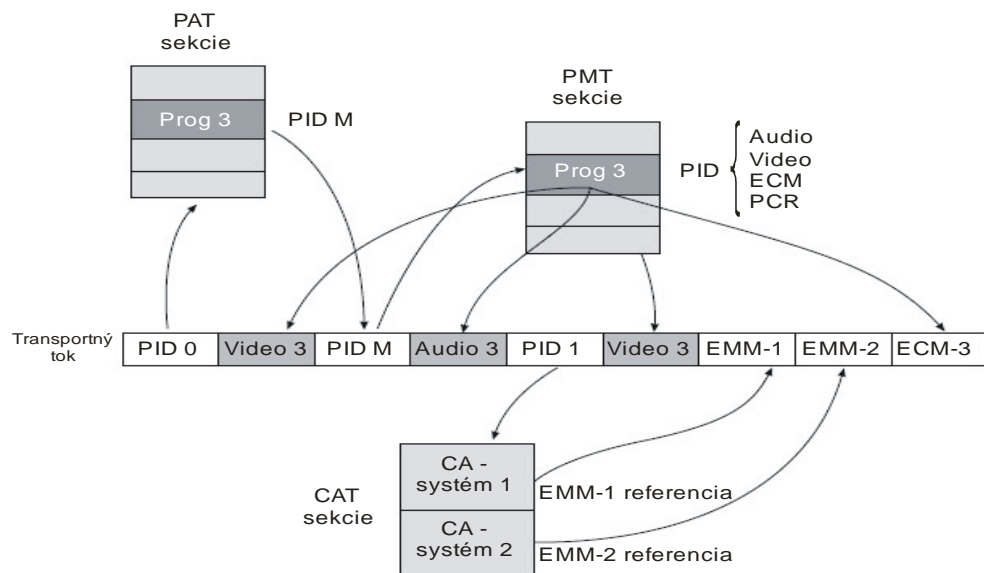 PAT
sekcie
Prog 3
PID M
PMT
sekcie
Prog 3
PID
Audio
Video
ECM
PCR
Transportný
tok
PID 0
Video 3
PID M
Audio 3
PID 1
Video 3
EMM-1
EMM-2
ECM-3
CAT
sekcie
CA -
systém 1
CA -
systém 2
EMM-1 referencia
EMM-2 referencia